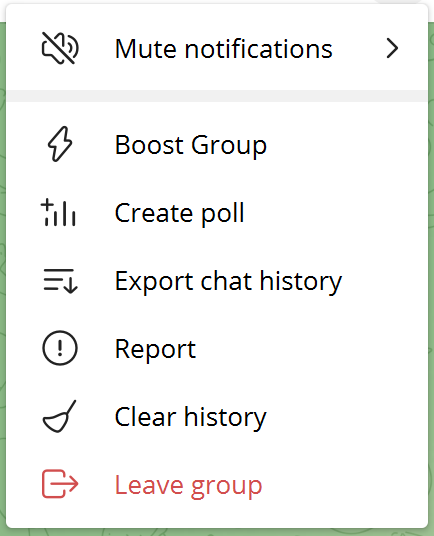 Mute notifications
Boost Group
Create poll
Export chat history
Report
Clear history
Leave group